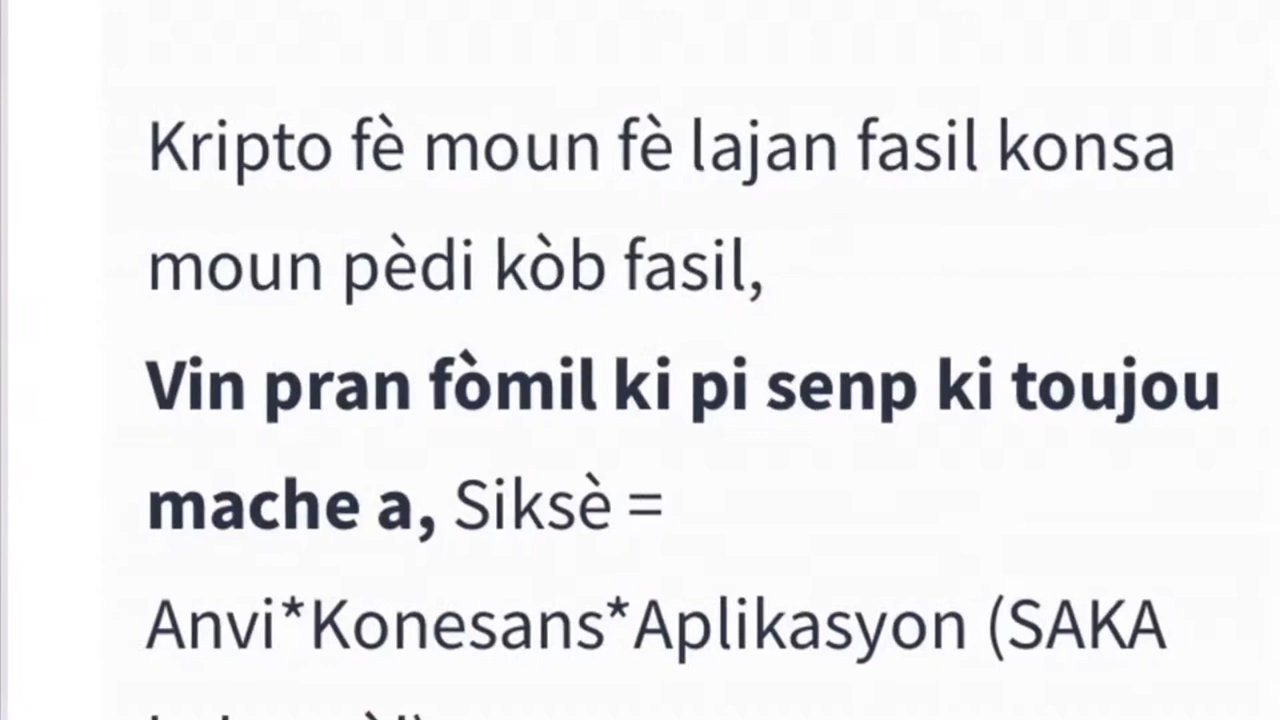 Kripto fè moun fè lajan fasil konsa
moun pèdi kòb fasil,
Vin pran fòmil ki pi senp ki toujou
mache a, Siksè =
Anvi*Konesans*Aplikasyon (SAKA